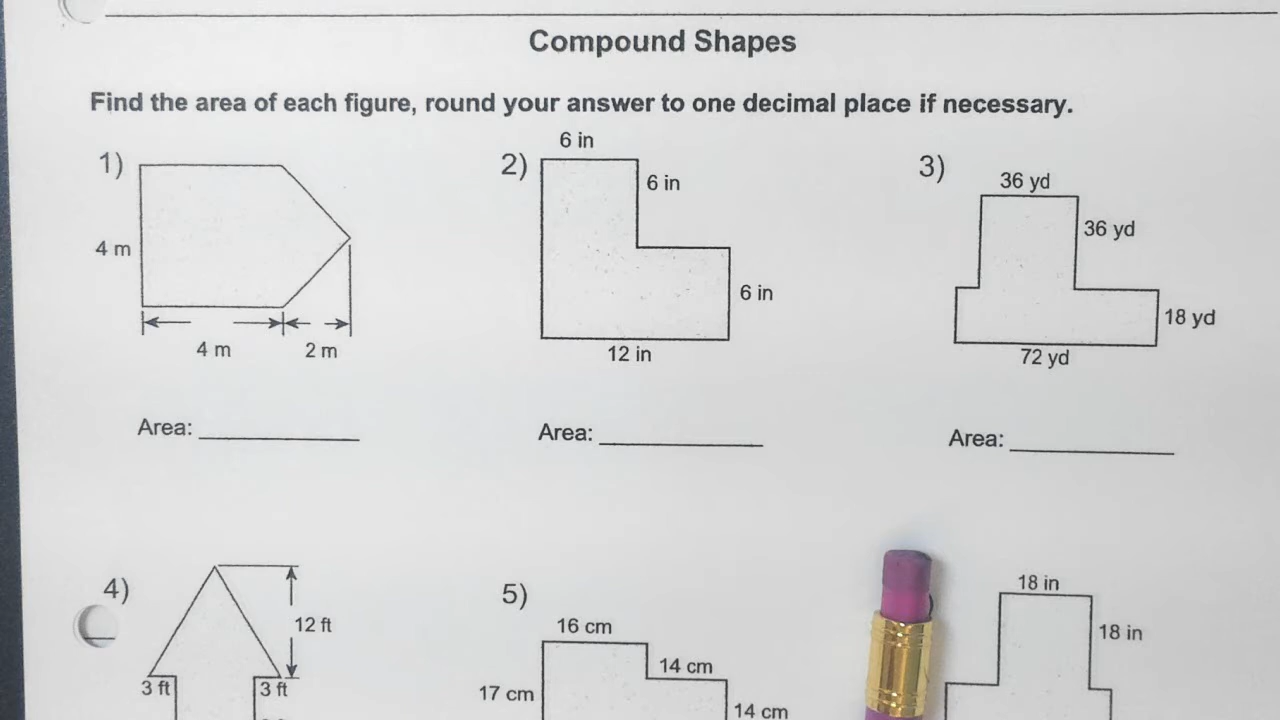 Compound Shapes
Find the area of each figure, round your answer to one decimal place if necessary.
1)
4 m
4 m
2 m
Area:
2)
6 in
6 in
6 in
12 in
Area:
3)
36 yd
36 yd
18 yd
72 yd
Area:
4)
12 ft
3 ft
3 ft
5)
16 cm
14 cm
17 cm
14 cm
18 in
18 in